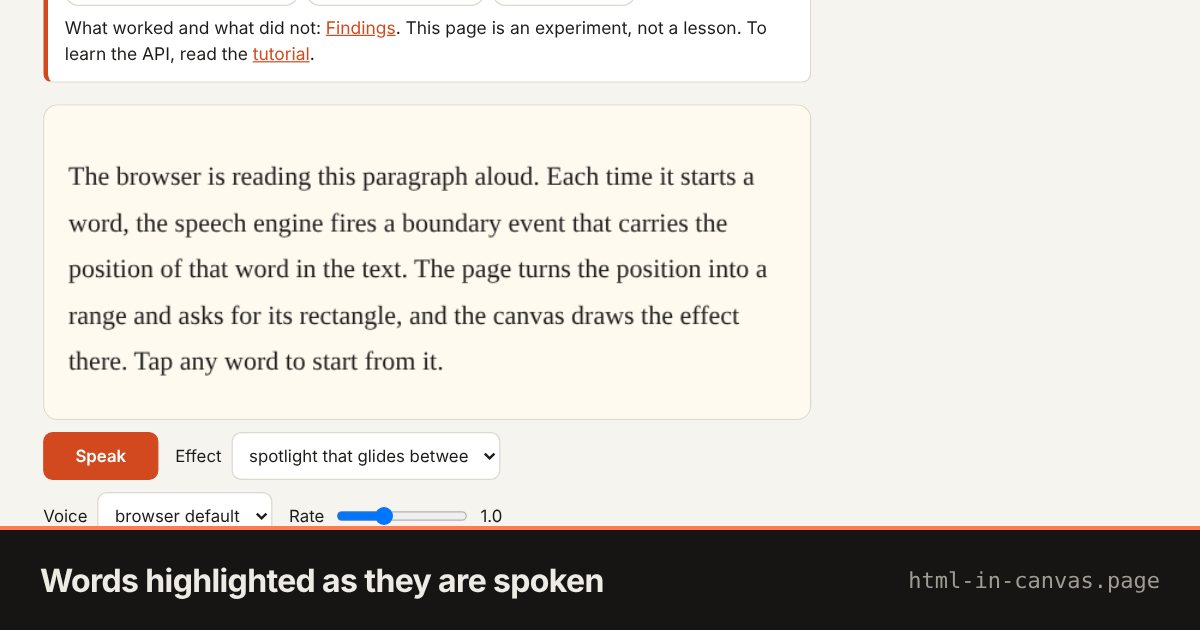 What worked and what did not: Findings. This page is an experiment, not a lesson. To
learn the API, read the tutorial.
The browser is reading this paragraph aloud. Each time it starts a
word, the speech engine fires a boundary event that carries the
position of that word in the text. The page turns the position into a
range and asks for its rectangle, and the canvas draws the effect
there. Tap any word to start from it.
Speak Effect spotlight that glides betwee
Voice browser default Rate 1.0
Words highlighted as they are spoken html-in-canvas.page